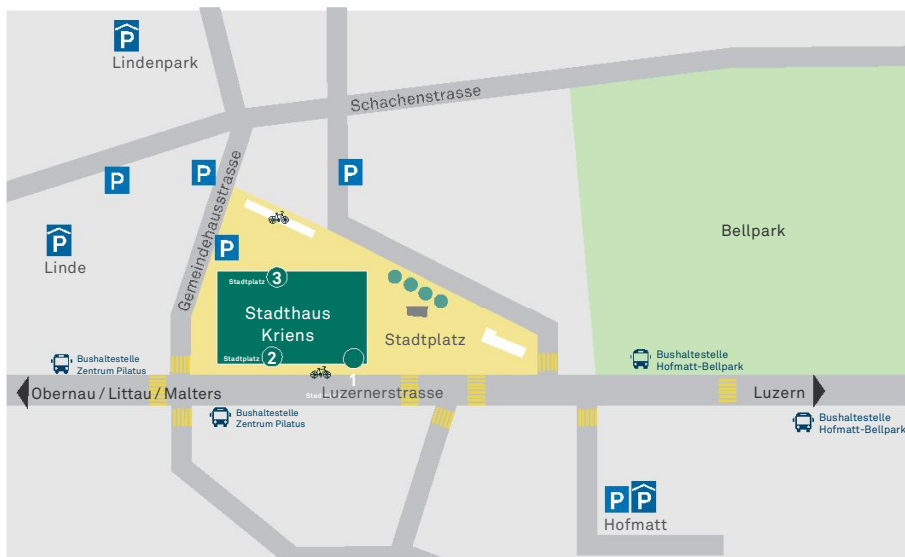 P
Lindenpark
Schachenstrasse
P
P
P
Gemeindehausstrasse
P
Linde
P
Bellpark
Stadtplatz 3
Stadthaus
Kriens
Stadtplatz
Stadtplatz 2
Bushaltestelle
Zentrum Pilatus
Bushaltestelle
Hofmatt-Bellpark
1
Obernau / Littau / Malters
Luzernerstrasse
Luzern
Bushaltestelle
Zentrum Pilatus
Bushaltestelle
Hofmatt-Bellpark
P P
Hofmatt